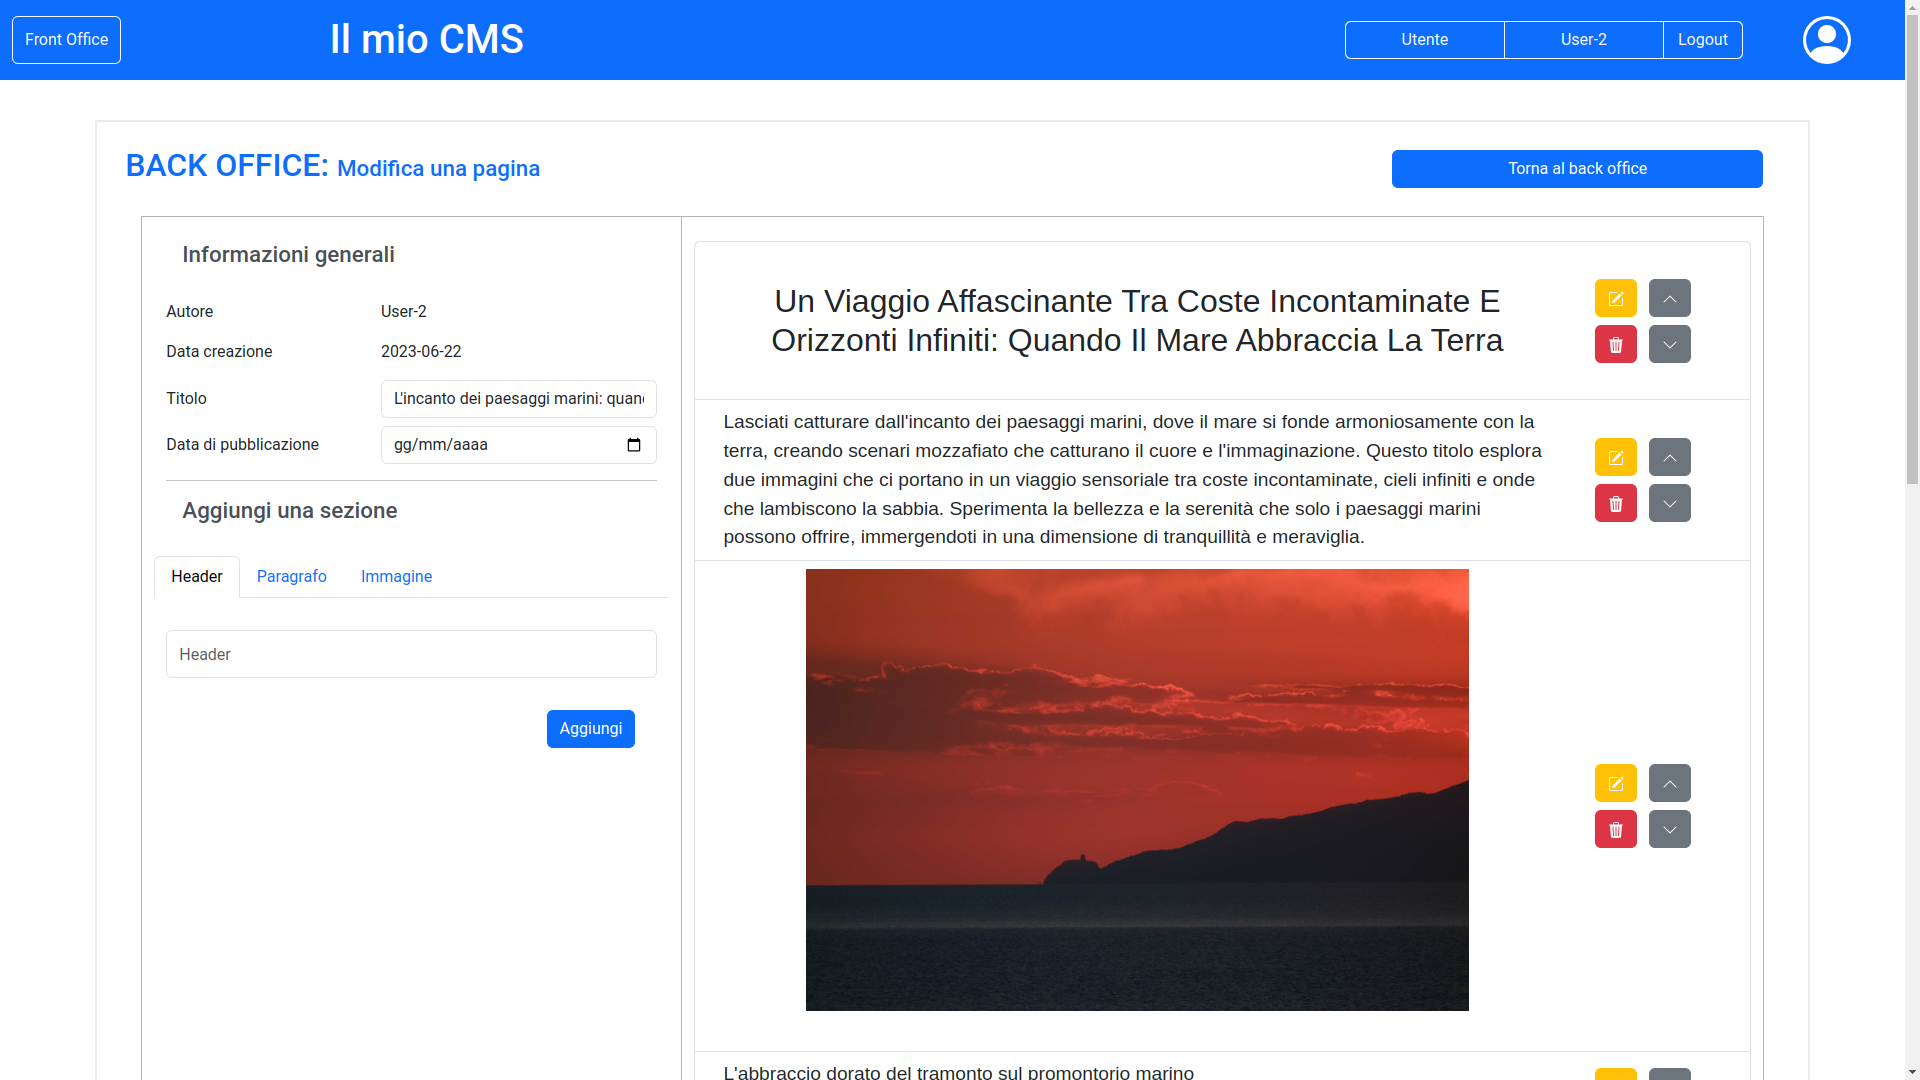 Front Office
Il mio CMS
Utente
User-2
Logout
BACK OFFICE: Modifica una pagina
Torna al back office
Informazioni generali
Autore
User-2
Data creazione
2023-06-22
Titolo
L'incanto dei paesaggi marini: quan
Data di pubblicazione
gg/mm/aaaa
Aggiungi una sezione
Header
Paragrafo
Immagine
Header
Aggiungi
Un Viaggio Affascinante Tra Coste Incontaminate E
Orizzonti Infiniti: Quando Il Mare Abbraccia La Terra
Lasciati catturare dall'incanto dei paesaggi marini, dove il mare si fonde armoniosamente con la
terra, creando scenari mozzafiato che catturano il cuore e l'immaginazione. Questo titolo esplora
due immagini che ci portano in un viaggio sensoriale tra coste incontaminate, cieli infiniti e onde
che lambiscono la sabbia. Sperimenta la bellezza e la serenità che solo i paesaggi marini
possono offrire, immergendoti in una dimensione di tranquillità e meraviglia.
L'abbraccio dorato del tramonto sul promontorio marino